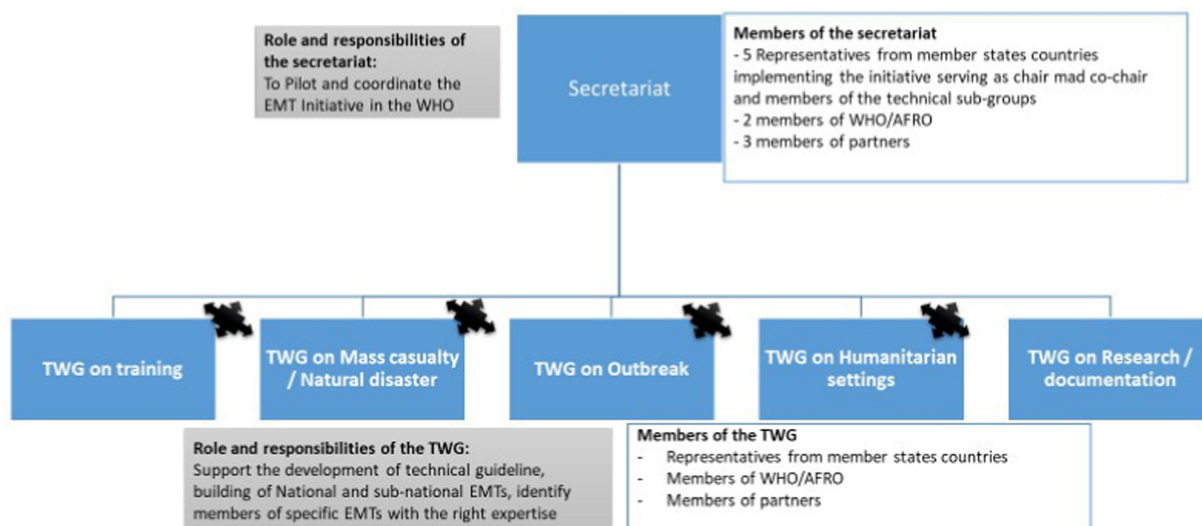 Role and responsibilities of
the secretariat:
To Pilot and coordinate the
EMT Initiative in the WHO
Secretariat
Members of the secretariat
- 5 Representatives from member states countries
implementing the initiative serving as chair mad co-chair
and members of the technical sub-groups
- 2 members of WHO/AFRO
- 3 members of partners
TWG on training
TWG on Mass casualty
/ Natural disaster
TWG on Outbreak
TWG on Humanitarian
settings
TWG on Research /
documentation
Role and responsibilities of the TWG:
Support the development of technical guideline,
building of National and sub-national EMTs, identify
members of specific EMTs with the right expertise
Members of the TWG
- Representatives from member states countries
- Members of WHO/AFRO
- Members of partners